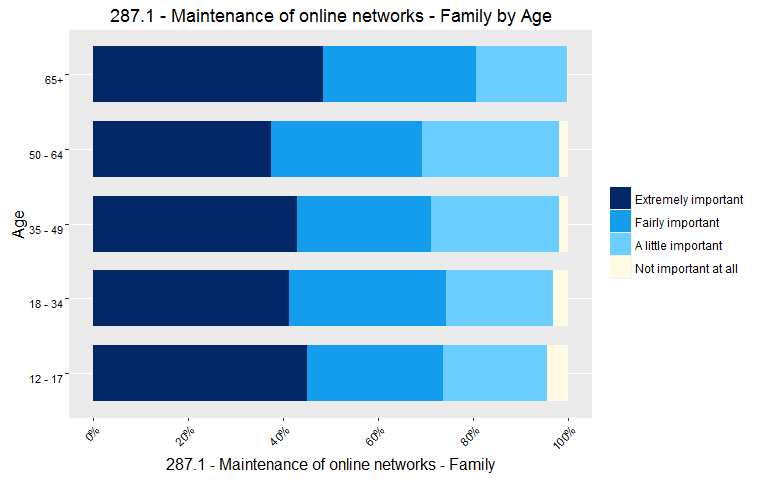 287.1 - Maintenance of online networks - Family by Age
65+
50 - 64
35 - 49
18 - 34
12 - 17
Age
0%
20%
40%
60%
80%
100%
287.1 - Maintenance of online networks - Family
Extremely important
Fairly important
A little important
Not important at all